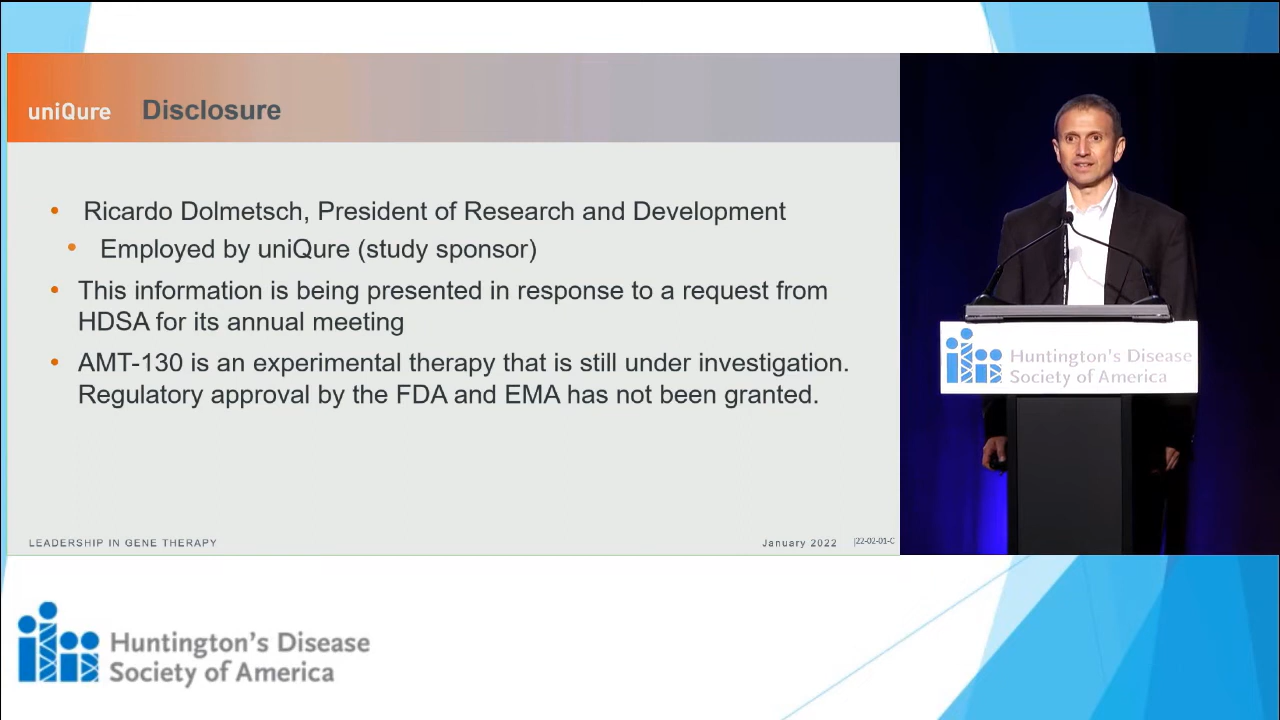 uniQure Disclosure
• Ricardo Dolmetsch, President of Research and Development
• Employed by uniQure (study sponsor)
• This information is being presented in response to a request from
HDSA for its annual meeting
• AMT-130 is an experimental therapy that is still under investigation.
Regulatory approval by the FDA and EMA has not been granted.
LEADERSHIP IN GENE THERAPY
January 2022 |22-02-01-C
Huntington's Disease
Society of America
Huntington's Disease
Society of America